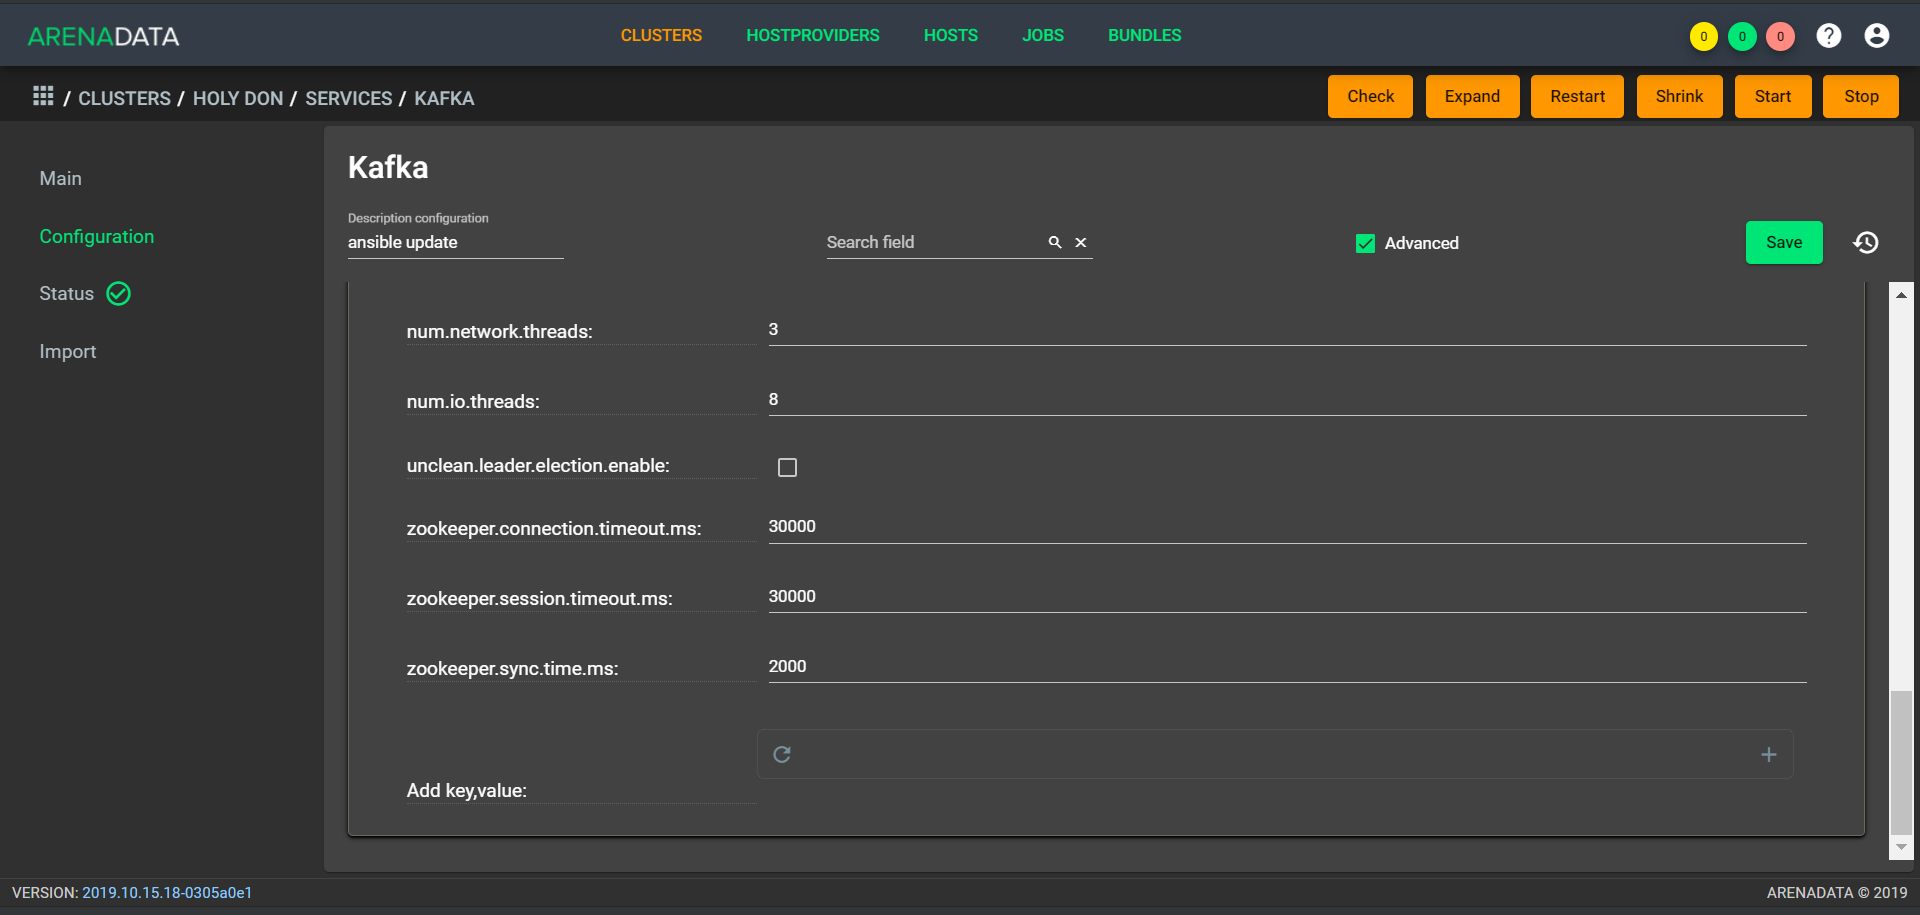 ARENADATA
CLUSTERS HOSTPROVIDERS HOSTS JOBS BUNDLES
0 0 0 ?
/ CLUSTERS / HOLY DON / SERVICES / KAFKA
Check Expand Restart Shrink Start Stop
Main
Configuration
Status
Import
Kafka
Description configuration
ansible update
Search field
Advanced
Save
num.network.threads: 3
num.io.threads: 8
unclean.leader.election.enable:
zookeeper.connection.timeout.ms: 30000
zookeeper.session.timeout.ms: 30000
zookeeper.sync.time.ms: 2000
Add key,value:
VERSION: 2019.10.15.18-0305a0e1
ARENADATA © 2019